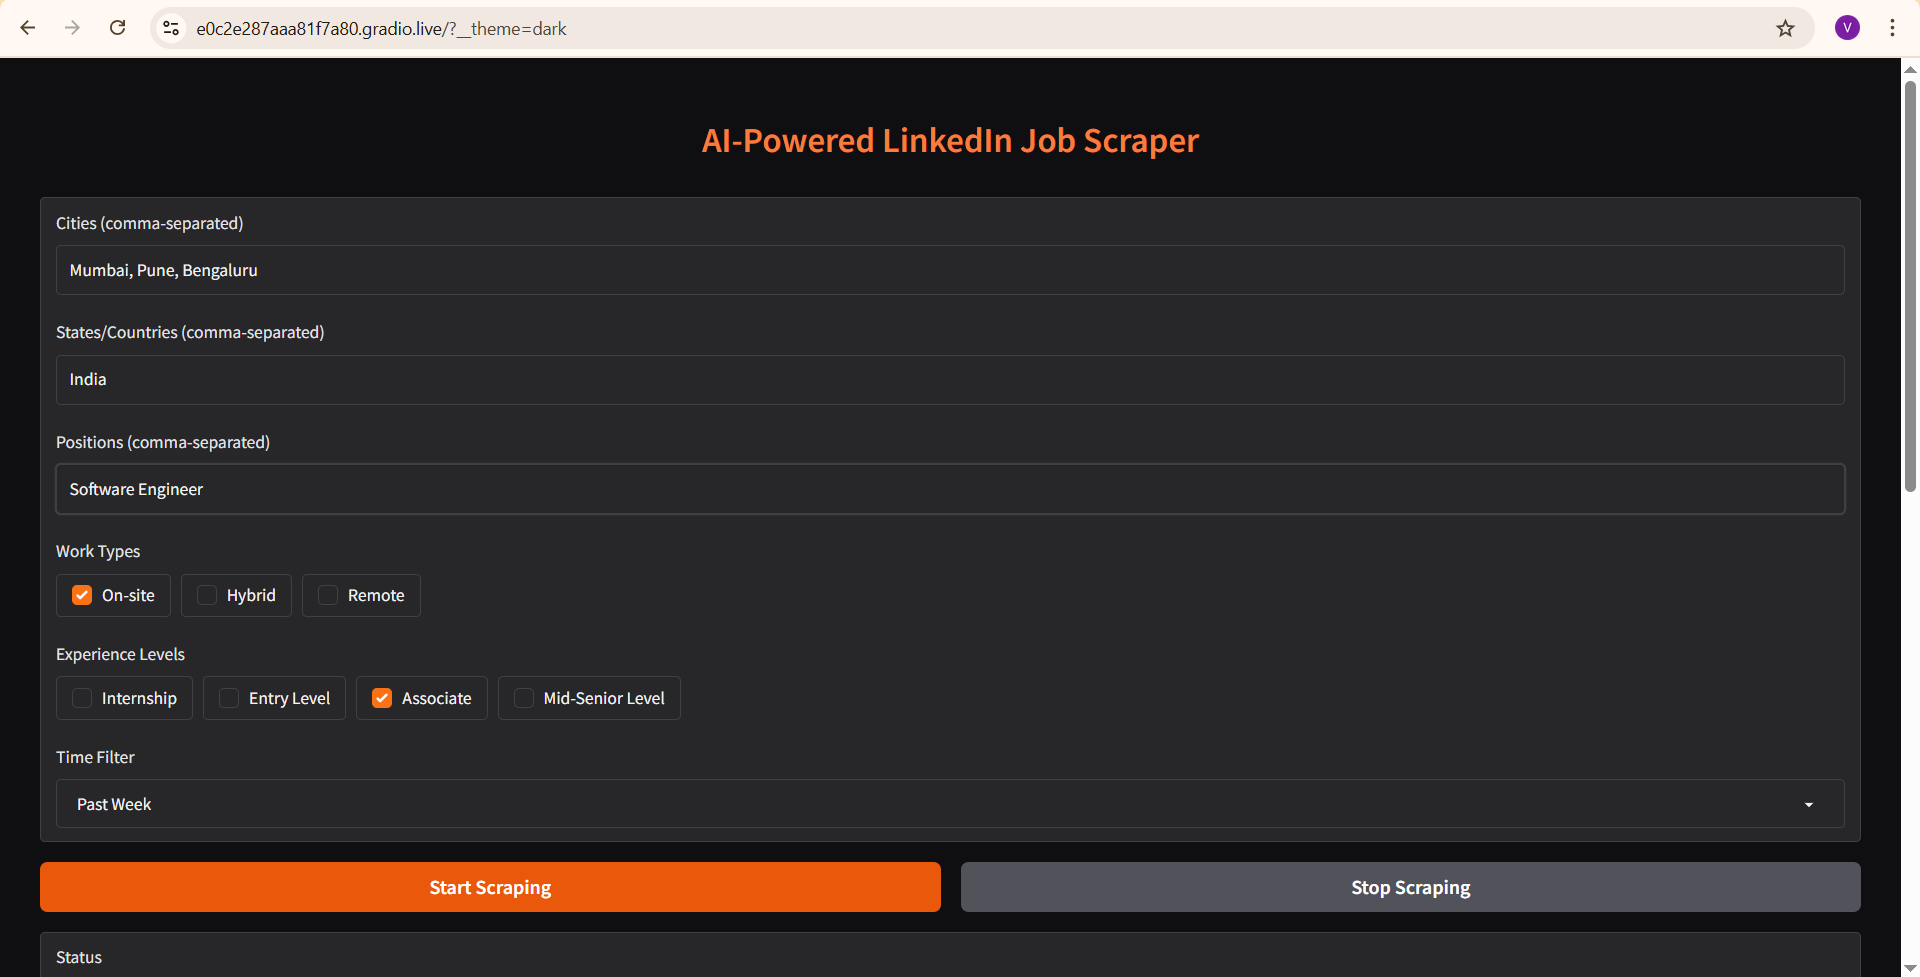 e0c2e287aaa81f7a80.gradio.live/?__theme=dark
V
AI-Powered LinkedIn Job Scraper
Cities (comma-separated)
Mumbai, Pune, Bengaluru
States/Countries (comma-separated)
India
Positions (comma-separated)
Software Engineer
Work Types
On-site Hybrid Remote
Experience Levels
Internship Entry Level Associate Mid-Senior Level
Time Filter
Past Week
Start Scraping Stop Scraping
Status